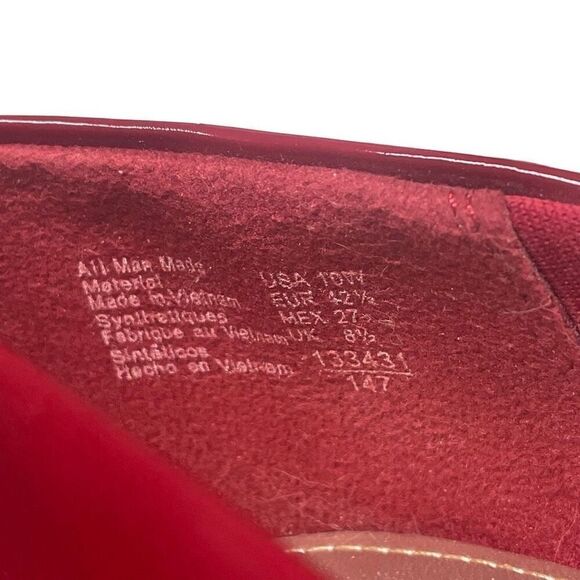 All Man Made
Material
Made in Vietnam
Synthetiques
Fabrique au Vietnam
Sintéticos
Hecho en Vietnam
USA 10W
EUR 42½
MEX 27
UK 8½
133431
147